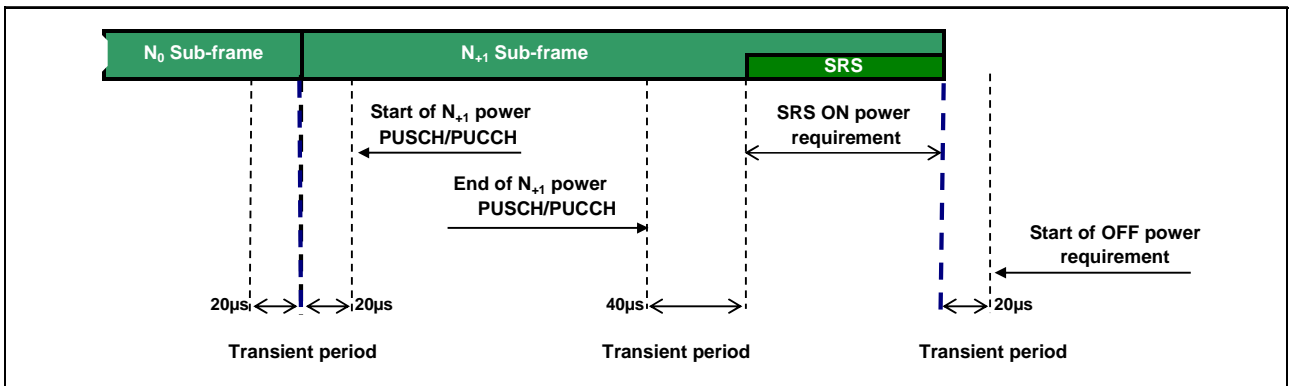 N0 Sub-frame
N+1 Sub-frame
SRS
Start of N+1 power
PUSCH/PUCCH
SRS ON power
requirement
End of N+1 power
PUSCH/PUCCH
Start of OFF power
requirement
20µs
20µs
40µs
20µs
Transient period
Transient period
Transient period